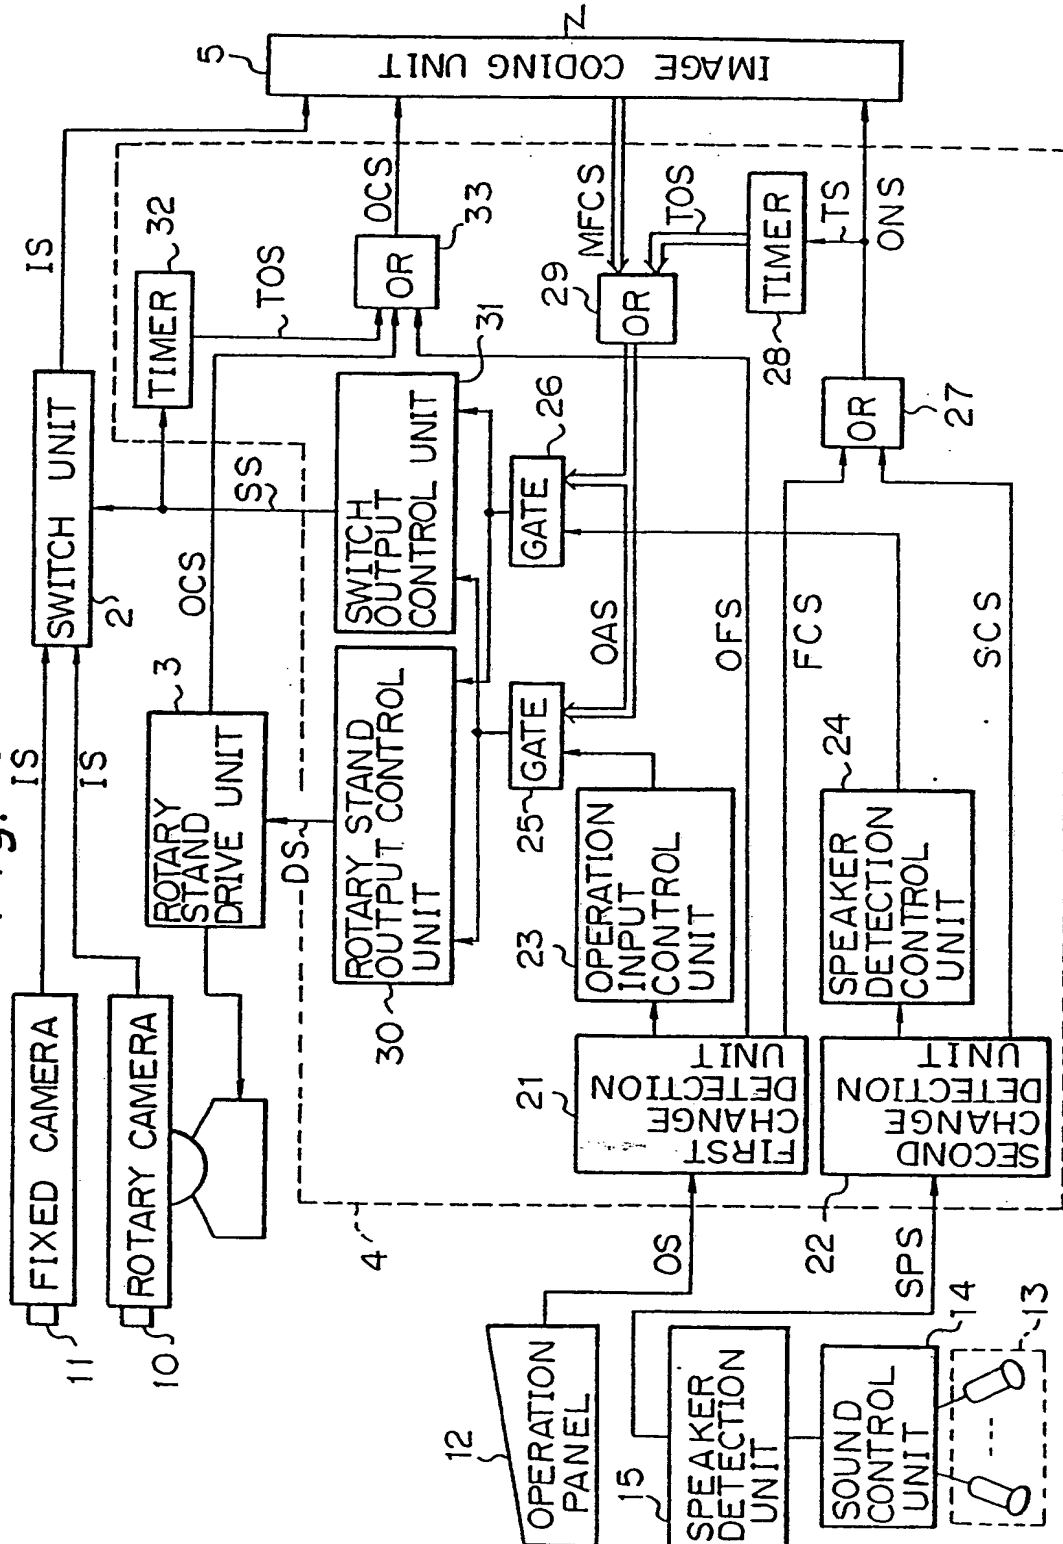 Fig.
11
FIXED CAMERA
IS
10
ROTARY CAMERA
IS
2
SWITCH UNIT
IS
5
IMAGE CODING UNIT
Z
3
ROTARY
STAND
DRIVE UNIT
OCS
32
TIMER
TOS
SS
DS
OCS
33
OR
30
ROTARY STAND
OUTPUT CONTROL
UNIT
31
SWITCH
OUTPUT
CONTROL UNIT
4
25
GATE
26
GATE
OAS
29
OR
MFCS
TOS
28
TIMER
TS
ONS
12
OPERATION
PANEL
OS
21
FIRST
CHANGE
DETECTION
UNIT
23
OPERATION
INPUT
CONTROL
UNIT
OFS
FCS
27
OR
15
SPEAKER
DETECTION
UNIT
SPS
22
SECOND
CHANGE
DETECTION
UNIT
24
SPEAKER
DETECTION
CONTROL
UNIT
SCS
14
SOUND
CONTROL
UNIT
13